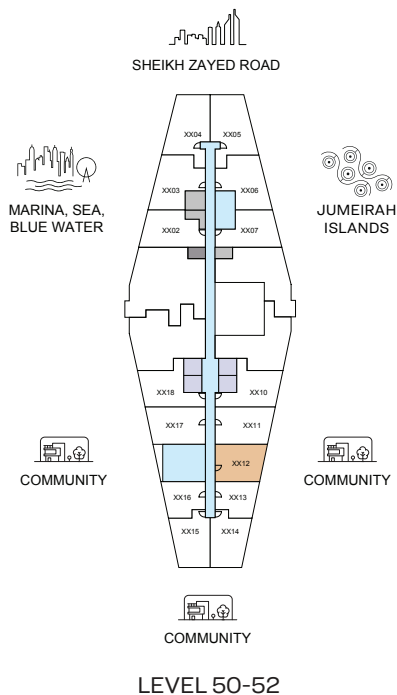 SHEIKH ZAYED ROAD
XX04 XX05
MARINA, SEA,
BLUE WATER
JUMEIRAH
ISLANDS
XX03 XX06
XX02 XX07
XX18 XX10
XX17 XX11
XX12
XX16 XX13
XX15 XX14
COMMUNITY
COMMUNITY
COMMUNITY
LEVEL 50-52